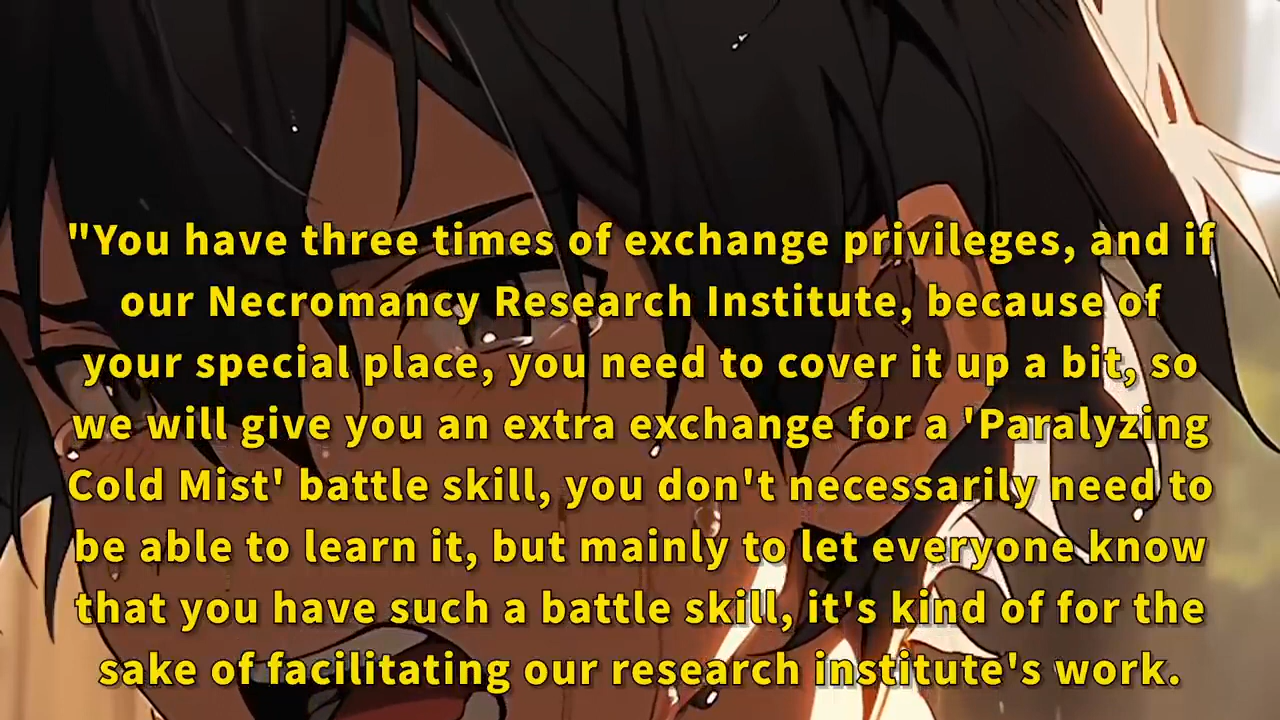 "You have three times of exchange privileges, and if
our Necromancy Research Institute, because of
your special place, you need to cover it up a bit, so
we will give you an extra exchange for a 'Paralyzing
Cold Mist' battle skill, you don't necessarily need to
be able to learn it, but mainly to let everyone know
that you have such a battle skill, it's kind of for the
sake of facilitating our research institute's work.